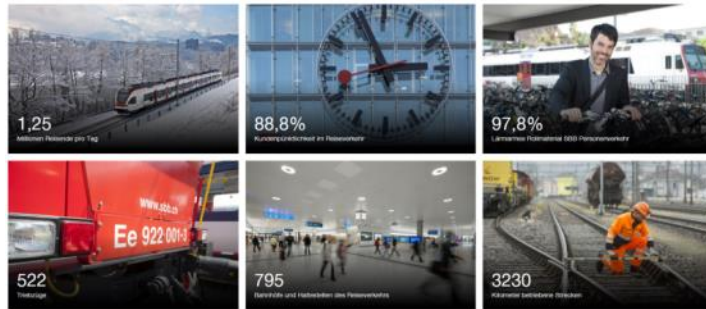 1,25
Millionen Reisende pro Tag
88,8%
Kundenpünktlichkeit im Reiseverkehr
97,8%
Lärmarmes Rollmaterial SBB Personenverkehr
www.sbb.ch
Ee 922 001-3
522
Triebzüge
795
Bahnhöfe und Haltestellen des Reiseverkehrs
3230
Kilometer betriebene Strecken